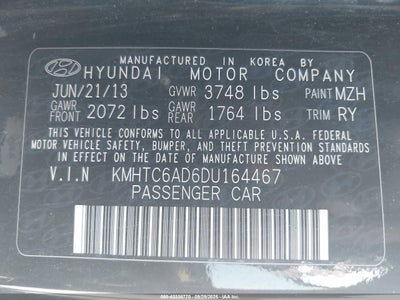 MANUFACTURED IN KOREA BY
HYUNDAI MOTOR COMPANY
JUN/21/13 GVWR 3748 lbs PAINT MZH
GAWR FRONT 2072 lbs GAWR REAR 1764 lbs TRIM RY
THIS VEHICLE CONFORMS TO ALL APPLICABLE U.S.A. FEDERAL
MOTOR VEHICLE SAFETY, BUMPER, AND THEFT PREVENTION STANDARDS
IN EFFECT ON THE DATE OF MANUFACTURE SHOWN ABOVE.
V.I.N KMHTC6AD6DU164467
PASSENGER CAR